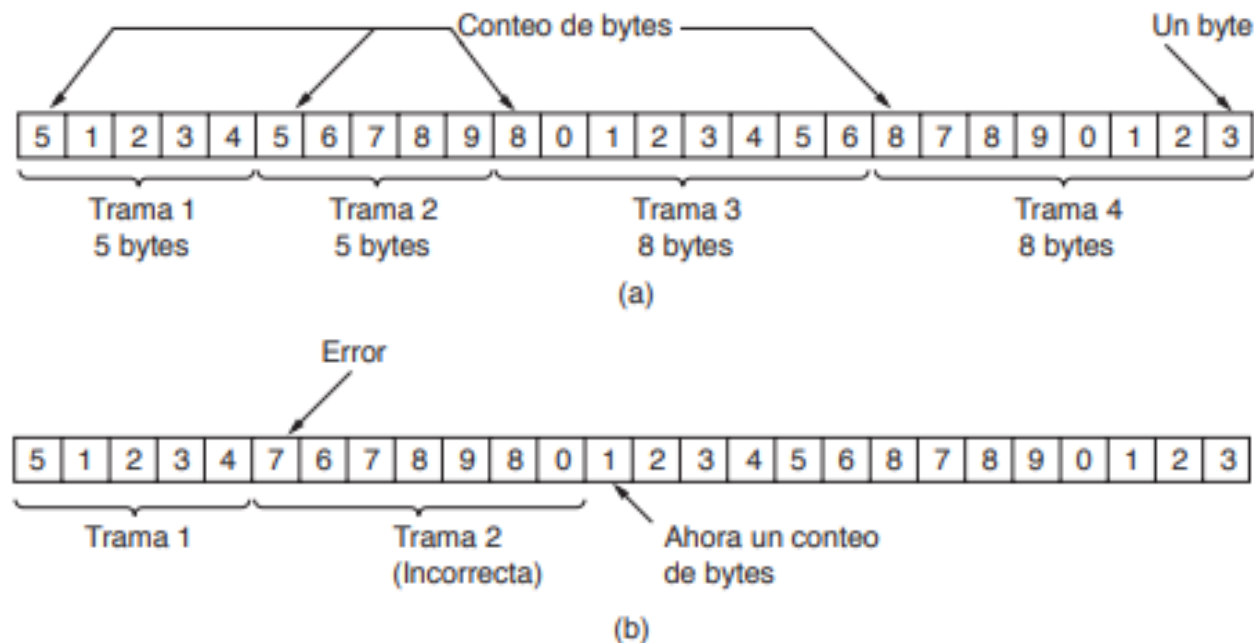 Conteo de bytes Un byte
5 1 2 3 4 5 6 7 8 9 8 0 1 2 3 4 5 6 8 7 8 9 0 1 2 3
Trama 1 Trama 2 Trama 3 Trama 4
5 bytes 5 bytes 8 bytes 8 bytes
(a)
Error
5 1 2 3 4 7 6 7 8 9 8 0 1 2 3 4 5 6 8 7 8 9 0 1 2 3
Trama 1 Trama 2 Ahora un conteo
(Incorrecta) de bytes
(b)